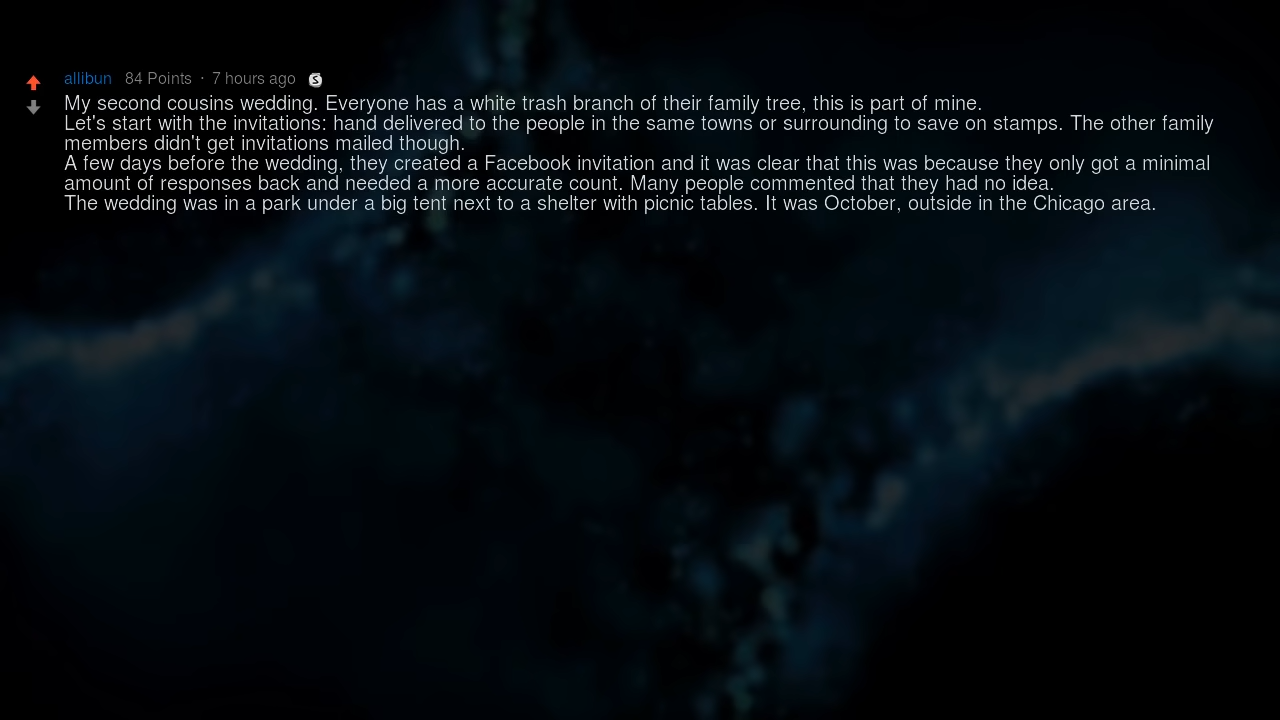 allibun 84 Points · 7 hours ago S
My second cousins wedding. Everyone has a white trash branch of their family tree, this is part of mine.
Let's start with the invitations: hand delivered to the people in the same towns or surrounding to save on stamps. The other family
members didn't get invitations mailed though.
A few days before the wedding, they created a Facebook invitation and it was clear that this was because they only got a minimal
amount of responses back and needed a more accurate count. Many people commented that they had no idea.
The wedding was in a park under a big tent next to a shelter with picnic tables. It was October, outside in the Chicago area.